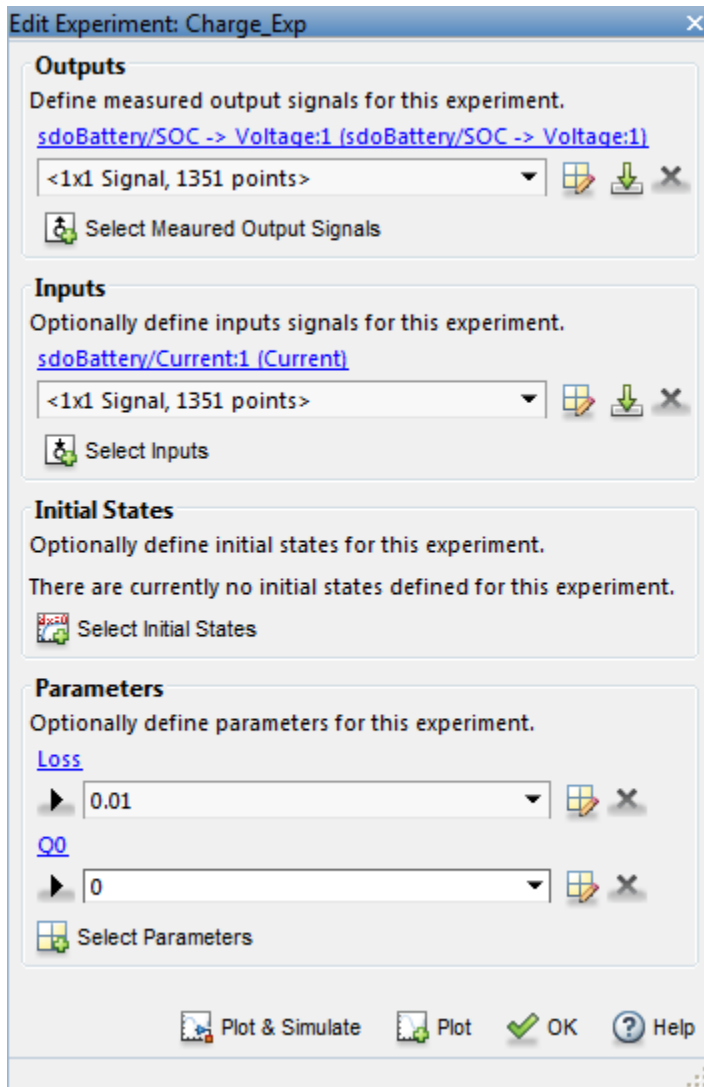 Edit Experiment: Charge_Exp
Outputs
Define measured output signals for this experiment.
sdoBattery/SOC -> Voltage:1 (sdoBattery/SOC -> Voltage:1)
<1x1 Signal, 1351 points>
Select Meaured Output Signals
Inputs
Optionally define inputs signals for this experiment.
sdoBattery/Current:1 (Current)
<1x1 Signal, 1351 points>
Select Inputs
Initial States
Optionally define initial states for this experiment.
There are currently no initial states defined for this experiment.
Select Initial States
Parameters
Optionally define parameters for this experiment.
Loss
0.01
Q0
0
Select Parameters
Plot & Simulate Plot OK Help